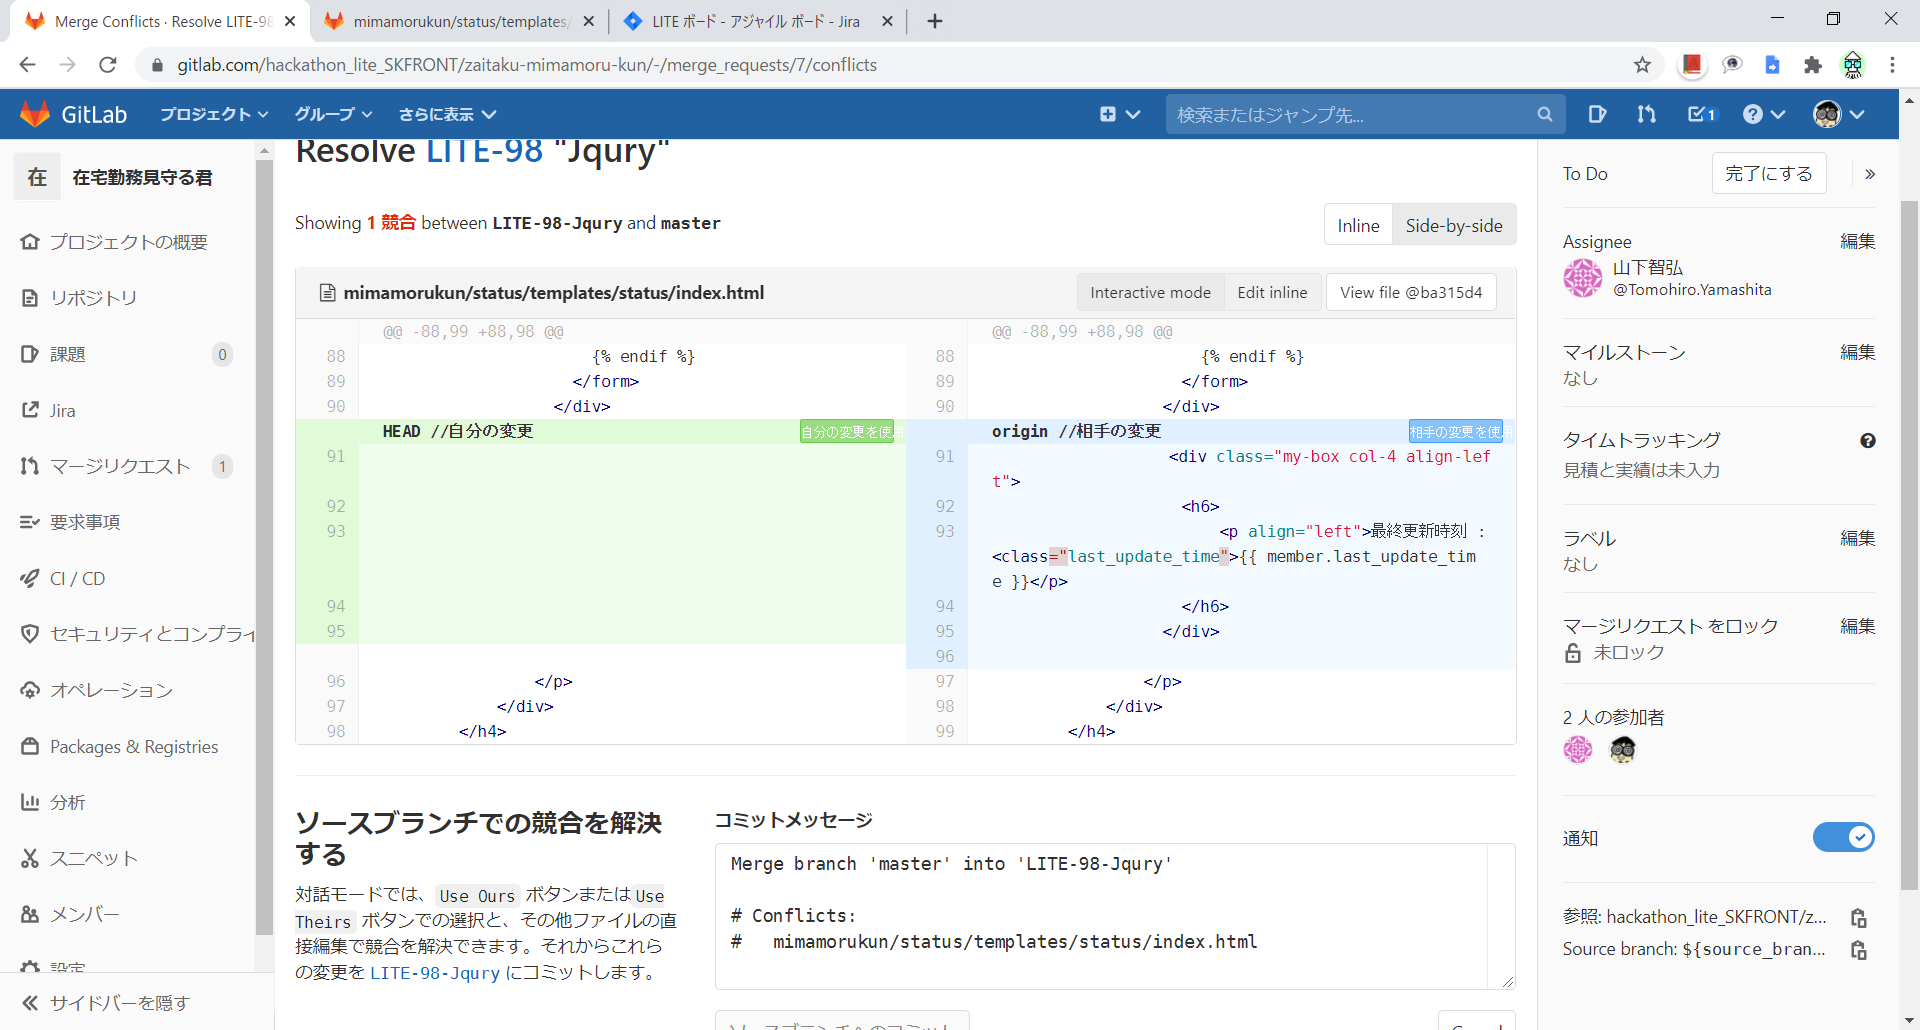 Merge Conflicts · Resolve LITE-98
mimamorukun/status/templates/
LITE ボード - アジャイル ボード - Jira
gitlab.com/hackathon_lite_SKFRONT/zaitaku-mimamoru-kun/-/merge_requests/7/conflicts
GitLab プロジェクト グループ さらに表示 検索またはジャンプ先... 1
在 在宅勤務見守る君
プロジェクトの概要
リポジトリ
課題 0
Jira
マージリクエスト 1
要求事項
CI / CD
セキュリティとコンプライ
オペレーション
Packages & Registries
分析
スニペット
メンバー
設定
サイドバーを隠す
Resolve LITE-98 "Jqury"
Showing 1 競合 between LITE-98-Jqury and master
Inline Side-by-side
mimamorukun/status/templates/status/index.html
Interactive mode Edit inline View file @ba315d4
@@ -88,99 +88,98 @@ @@ -88,99 +88,98 @@
88 {% endif %} 88 {% endif %}
89 </form> 89 </form>
90 </div> 90 </div>
HEAD //自分の変更 自分の変更を使用 origin //相手の変更 相手の変更を使用
91 91 <div class="my-box col-4 align-lef
t">
92 92 <h6>
93 93 <p align="left">最終更新時刻 :
<class="last_update_time">{{ member.last_update_tim
e }}</p>
94 94 </h6>
95 95 </div>
96
96 </p> 97 </p>
97 </div> 98 </div>
98 </h4> 99 </h4>
ソースブランチでの競合を解決
する
対話モードでは、 Use Ours ボタンまたは Use
Theirs ボタンでの選択と、その他ファイルの直
接編集で競合を解決できます。それからこれら
の変更を LITE-98-Jqury にコミットします。
コミットメッセージ
Merge branch 'master' into 'LITE-98-Jqury'
# Conflicts:
# mimamorukun/status/templates/status/index.html
ソースブランチへのコミット
Cancel
To Do 完了にする
Assignee 編集
山下智弘
@Tomohiro.Yamashita
マイルストーン 編集
なし
タイムトラッキング
見積と実績は未入力
ラベル 編集
なし
マージリクエスト をロック 編集
未ロック
2 人の参加者
通知
参照: hackathon_lite_SKFRONT/z...
Source branch: ${source_bran...